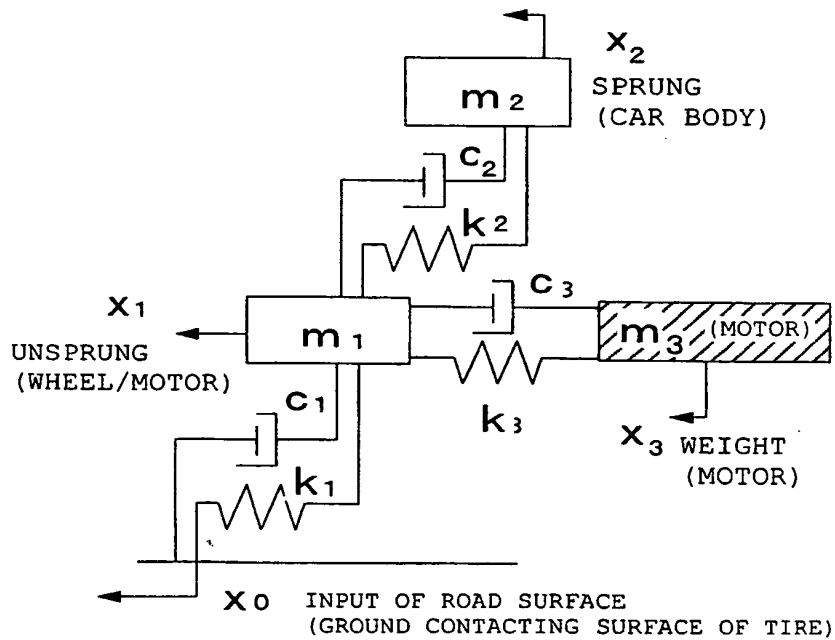 x2
SPRUNG
(CAR BODY)
m2
c2
k2
x1
UNSPRUNG
(WHEEL/MOTOR)
m1
c3
k3
m3 (MOTOR)
x3 WEIGHT
(MOTOR)
c1
k1
x0 INPUT OF ROAD SURFACE
(GROUND CONTACTING SURFACE OF TIRE)